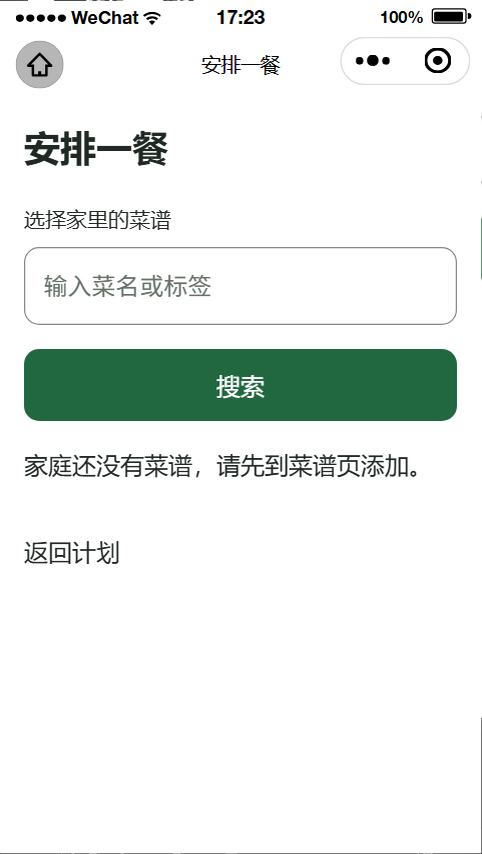 WeChat 17:23 100%
安排一餐
安排一餐
选择家里的菜谱
输入菜名或标签
搜索
家庭还没有菜谱，请先到菜谱页添加。
返回计划